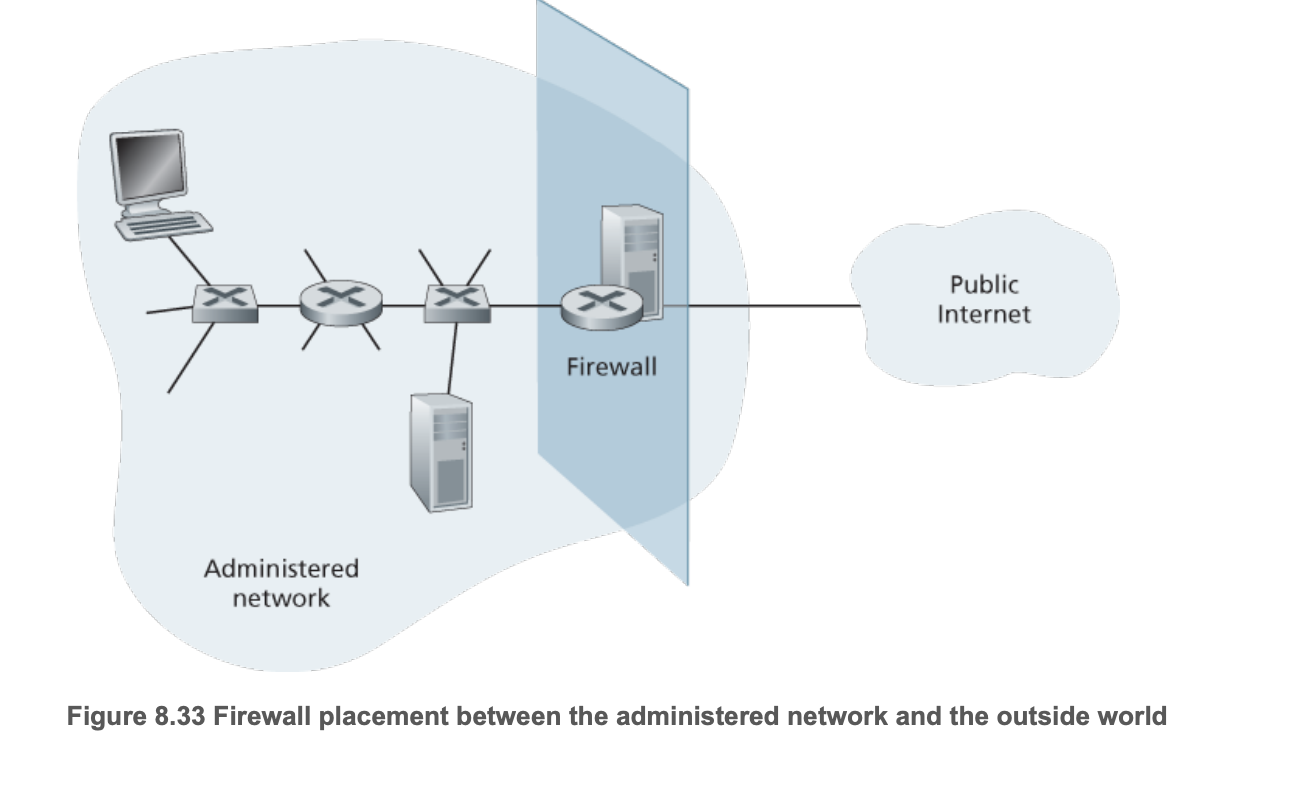 Public
Internet
Firewall
Administered
network
Figure 8.33 Firewall placement between the administered network and the outside world